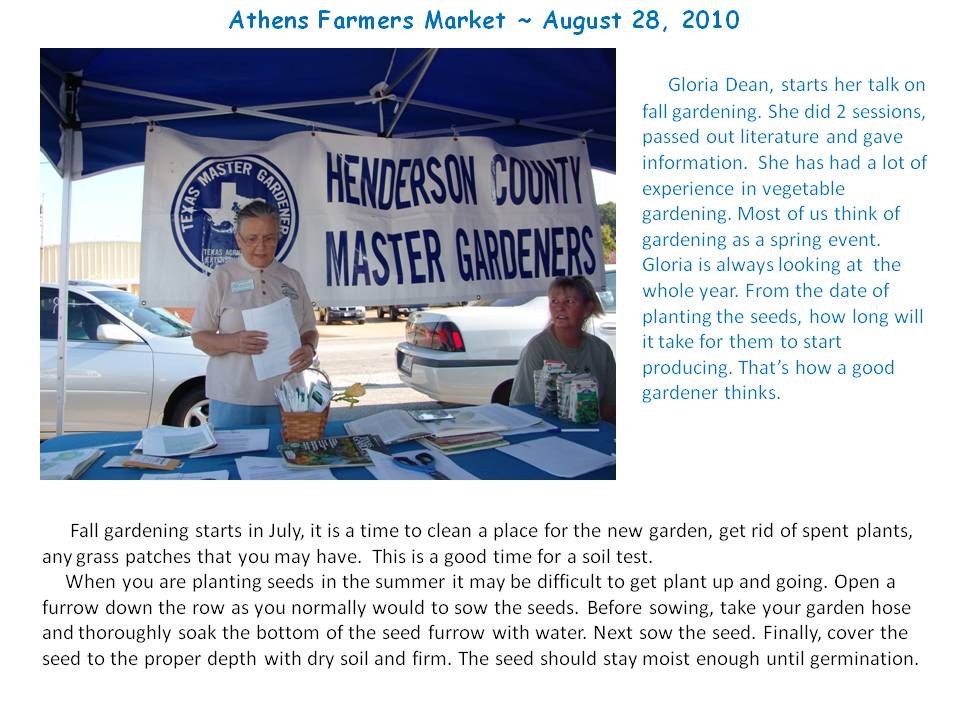 Athens Farmers Market ~ August 28, 2010
HENDERSON COUNTY
MASTER GARDENERS
TEXAS MASTER GARDENER
Gloria Dean, starts her talk on
fall gardening. She did 2 sessions,
passed out literature and gave
information.  She has had a lot of
experience in vegetable
gardening. Most of us think of
gardening as a spring event.
Gloria is always looking at  the
whole year. From the date of
planting the seeds, how long will
it take for them to start
producing. That’s how a good
gardener thinks.
Fall gardening starts in July, it is a time to clean a place for the new garden, get rid of spent plants,
any grass patches that you may have.  This is a good time for a soil test.
When you are planting seeds in the summer it may be difficult to get plant up and going. Open a
furrow down the row as you normally would to sow the seeds. Before sowing, take your garden hose
and thoroughly soak the bottom of the seed furrow with water. Next sow the seed. Finally, cover the
seed to the proper depth with dry soil and firm. The seed should stay moist enough until germination.